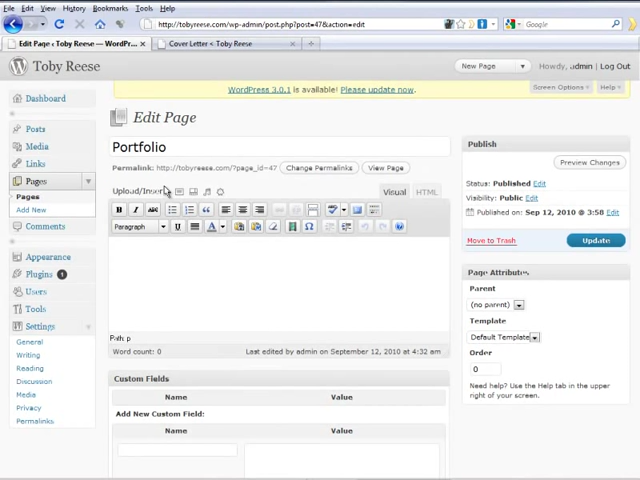 File Edit View History Bookmarks Tools Help
http://tobyreese.com/wp-admin/post.php?post=47&action=edit
Google
Edit Page ‹ Toby Reese — WordPr...
Cover Letter < Toby Reese
Toby Reese
New Page
Howdy, admin | Log Out
WordPress 3.0.1 is available! Please update now.
Screen Options
Help
Dashboard
Posts
Media
Links
Pages
Pages
Add New
Comments
Appearance
Plugins 1
Users
Tools
Settings
General
Writing
Reading
Discussion
Media
Privacy
Permalinks
Edit Page
Portfolio
Permalink: http://tobyreese.com/?page_id=47 Change Permalinks View Page
Upload/Insert
Visual HTML
B I ABC
Paragraph U A
Path: p
Word count: 0 Last edited by admin on September 12, 2010 at 4:32 am
Custom Fields
Name Value
Add New Custom Field:
Name Value
Publish
Preview Changes
Status: Published Edit
Visibility: Public Edit
Published on: Sep 12, 2010 @ 3:58 Edit
Move to Trash Update
Page Attributes
Parent
(no parent)
Template
Default Template
Order
0
Need help? Use the Help tab in the upper
right of your screen.